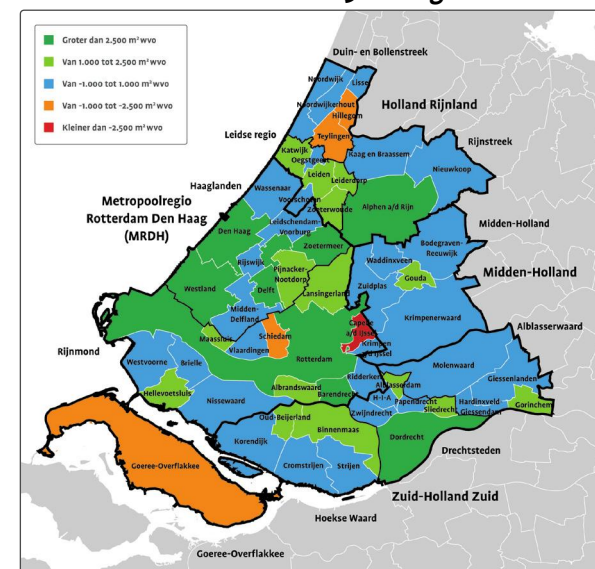 Groter dan 2.500 m² wvo
Van 1.000 tot 2.500 m² wvo
Van -1.000 tot 1.000 m² wvo
Van -1.000 tot -2.500 m² wvo
Kleiner dan -2.500 m² wvo
Duin- en Bollenstreek
Noordwijk
Lisse
Noordwijkerhout
Hillegom
Holland Rijnland
Teylingen
Leidse regio
Katwijk
Oegstgeest
Kaag en Braassem
Rijnstreek
Nieuwkoop
Leiden
Leiderdorp
Haaglanden
Wassenaar
Voorschoten
Zoeterwoude
Alphen a/d Rijn
Metropoolregio
Rotterdam Den Haag
(MRDH)
Leidschendam-
Voorburg
Den Haag
Zoetermeer
Midden-Holland
Bodegraven-
Reeuwijk
Rijswijk
Pijnacker-
Nootdorp
Waddinxveen
Midden-Holland
Gouda
Westland
Delft
Lansingerland
Zuidplas
Midden-
Delfland
Krimpenerwaard
Capelle
a/d IJssel
Alblasserwaard
Maassluis
Schiedam
Krimpen
a/d IJssel
Rijnmond
Vlaardingen
Rotterdam
Westvoorne
Brielle
Molenwaard
Ridderkerk
Giessenlanden
Hellevoetsluis
Albrandswaard
Alblasserdam
Nissewaard
Barendrecht
H-I-A
Papendrecht
Hardinxveld-
Giessendam
Gorinchem
Zwijndrecht
Sliedrecht
Oud-Beijerland
Binnenmaas
Korendijk
Dordrecht
Drechtsteden
Goeree-Overflakkee
Cromstrijen
Strijen
Zuid-Holland Zuid
Hoekse Waard
Goeree-Overflakkee